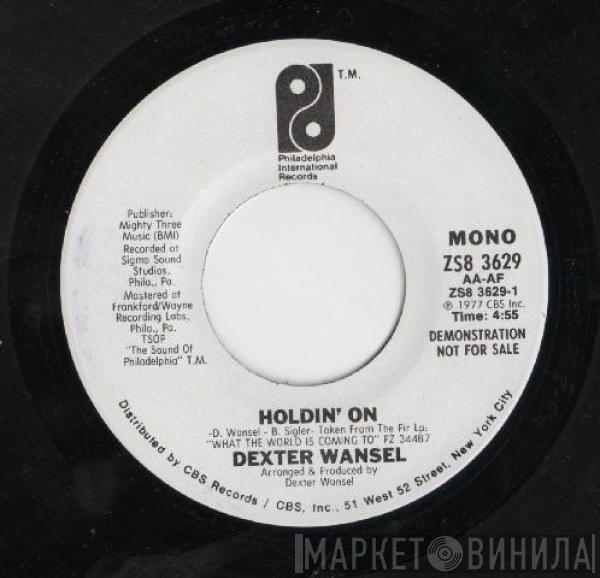 T.M.
Philadelphia
International
Records
Publisher:
Mighty Three
Music (BMI)
Recorded at
Sigma Sound
Studios,
Phila., Pa.
Mastered at
Frankford/Wayne
Recording Labs,
Phila., Pa.
TSOP
"The Sound Of
Philadelphia" T.M.
MONO
ZS8 3629
AA-AF
ZS8 3629-1
℗ 1977 CBS Inc.
Time: 4:55
DEMONSTRATION
NOT FOR SALE
HOLDIN' ON
-D. Wansel - B. Sigler- Taken From The Pir Lp:
"WHAT THE WORLD IS COMING TO" PZ 34487
DEXTER WANSEL
Arranged & Produced by
Dexter Wansel
Distributed by CBS Records / CBS, Inc., 51 West 52 Street, New York City
МАРКЕТ ВИНИЛА